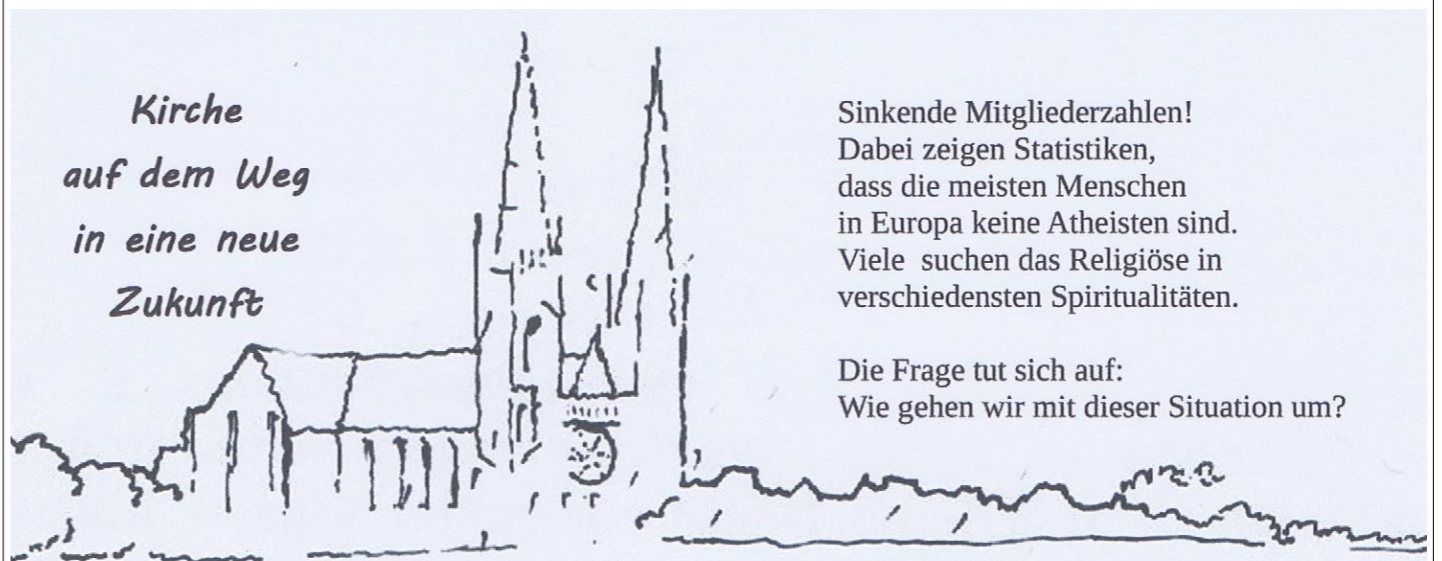 Kirche
auf dem Weg
in eine neue
Zukunft
Sinkende Mitgliederzahlen!
Dabei zeigen Statistiken,
dass die meisten Menschen
in Europa keine Atheisten sind.
Viele suchen das Religiöse in
verschiedensten Spiritualitäten.
Die Frage tut sich auf:
Wie gehen wir mit dieser Situation um?